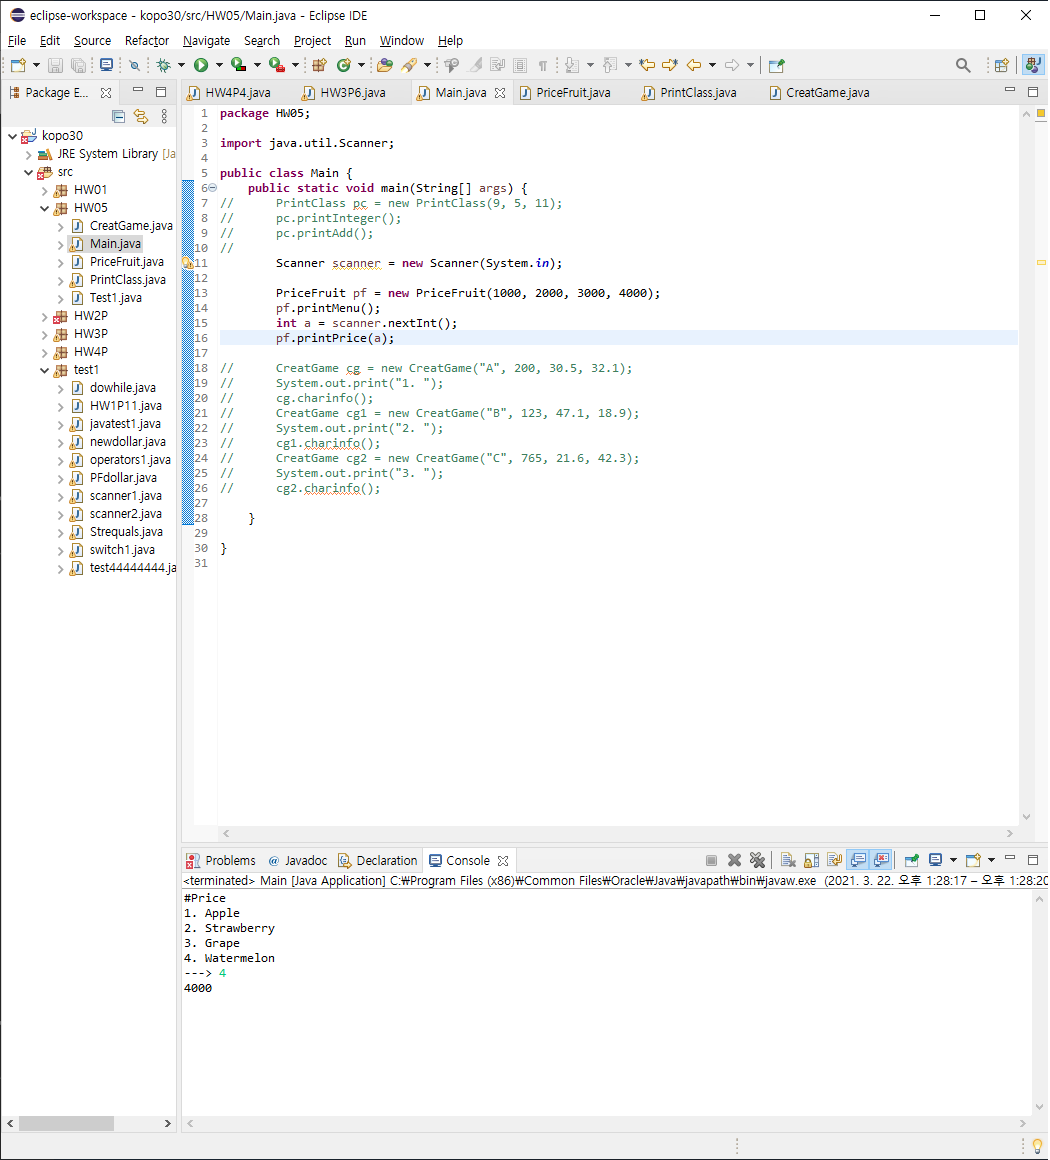 eclipse-workspace - kopo30/src/HW05/Main.java - Eclipse IDE
File Edit Source Refactor Navigate Search Project Run Window Help
Package E...
kopo30
JRE System Library [Ja
src
HW01
HW05
CreatGame.java
Main.java
PriceFruit.java
PrintClass.java
Test1.java
HW2P
HW3P
HW4P
test1
dowhile.java
HW1P11.java
javatest1.java
newdollar.java
operators1.java
PFdollar.java
scanner1.java
scanner2.java
Strequals.java
switch1.java
test44444444.ja
HW4P4.java HW3P6.java Main.java PriceFruit.java PrintClass.java CreatGame.java
1 package HW05;
2
3 import java.util.Scanner;
4
5 public class Main {
6 public static void main(String[] args) {
7 // PrintClass pc = new PrintClass(9, 5, 11);
8 // pc.printInteger();
9 // pc.printAdd();
10 //
11 Scanner scanner = new Scanner(System.in);
12
13 PriceFruit pf = new PriceFruit(1000, 2000, 3000, 4000);
14 pf.printMenu();
15 int a = scanner.nextInt();
16 pf.printPrice(a);
17
18 // CreatGame cg = new CreatGame("A", 200, 30.5, 32.1);
19 // System.out.print("1. ");
20 // cg.charinfo();
21 // CreatGame cg1 = new CreatGame("B", 123, 47.1, 18.9);
22 // System.out.print("2. ");
23 // cg1.charinfo();
24 // CreatGame cg2 = new CreatGame("C", 765, 21.6, 42.3);
25 // System.out.print("3. ");
26 // cg2.charinfo();
27
28 }
29
30 }
31
Problems @ Javadoc Declaration Console
<terminated> Main [Java Application] C:₩Program Files (x86)₩Common Files₩Oracle₩Java₩javapath₩bin₩javaw.exe (2021. 3. 22. 오후 1:28:17 – 오후 1:28:20
#Price
1. Apple
2. Strawberry
3. Grape
4. Watermelon
---> 4
4000